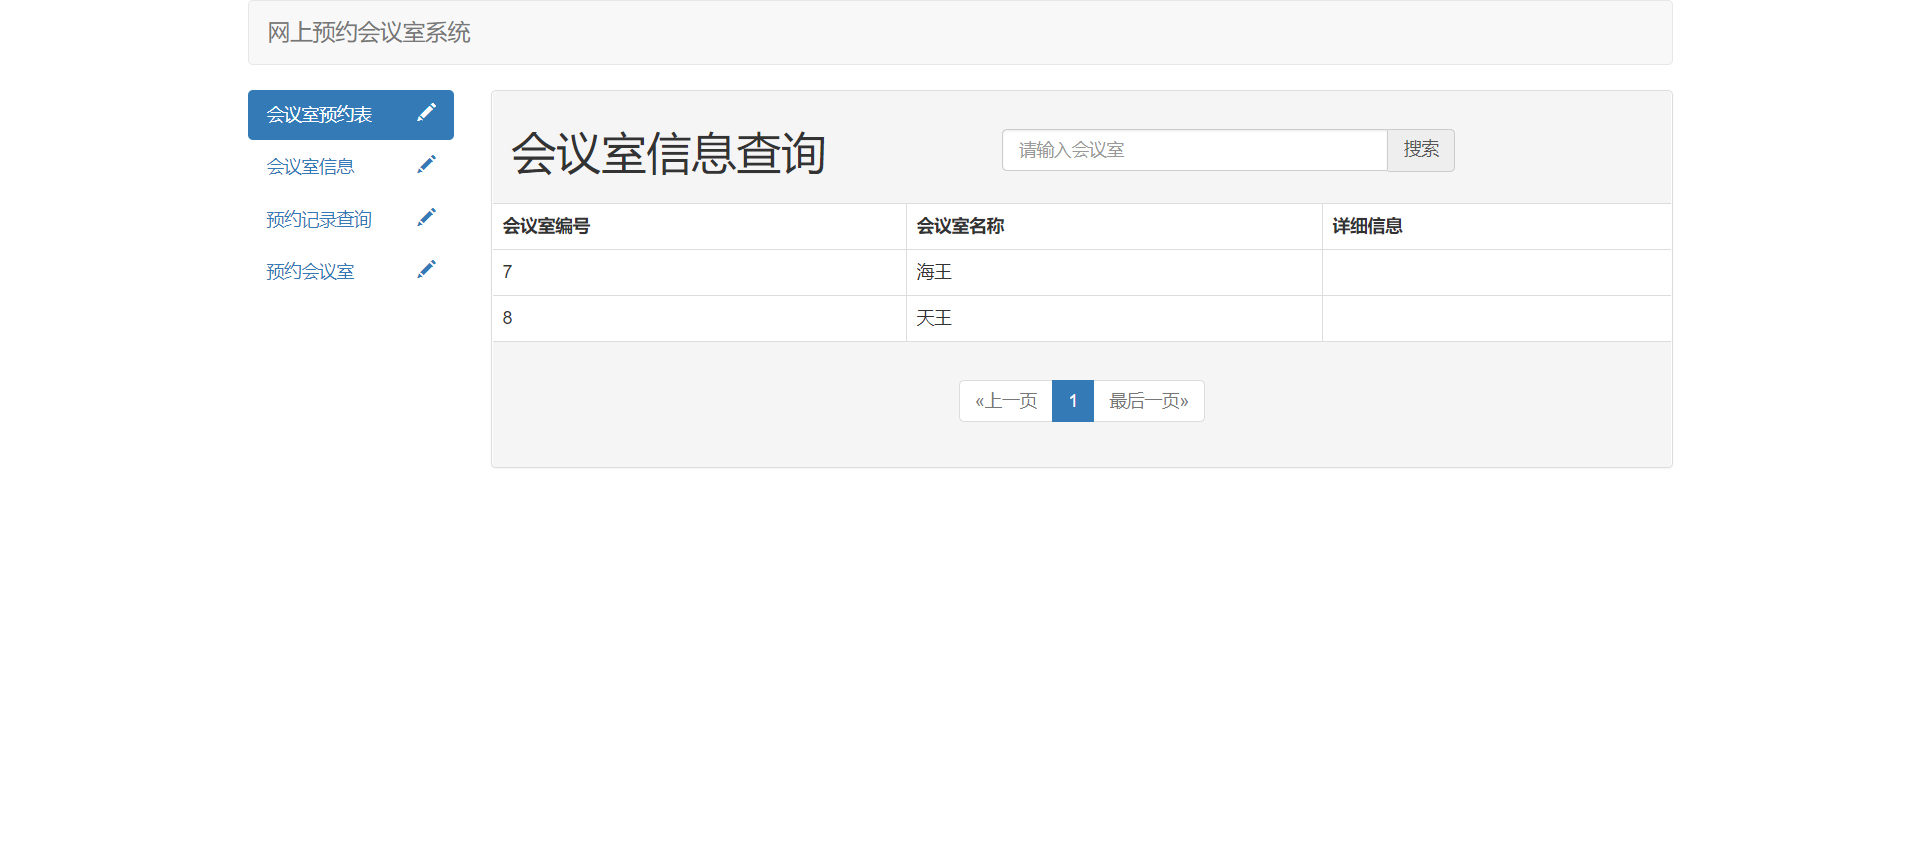 网上预约会议室系统
会议室预约表
会议室信息
预约记录查询
预约会议室
会议室信息查询
请输入会议室 搜索
会议室编号 会议室名称 详细信息
7 海王
8 天王
«上一页 1 最后一页»